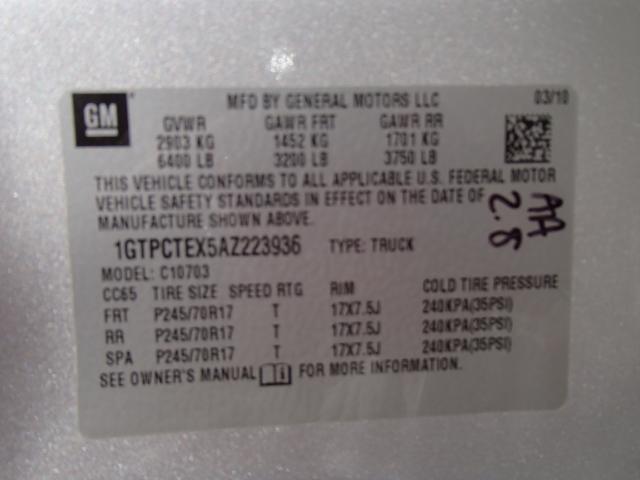 GM
MFD BY GENERAL MOTORS LLC 03/10
GVWR GAWR FRT GAWR RR
2903 KG 1452 KG 1701 KG
6400 LB 3200 LB 3750 LB
THIS VEHICLE CONFORMS TO ALL APPLICABLE U.S. FEDERAL MOTOR
VEHICLE SAFETY STANDARDS IN EFFECT ON THE DATE OF
MANUFACTURE SHOWN ABOVE.
AA
2.8
1GTPCTEX5AZ223936 TYPE: TRUCK
MODEL: C10703
CC65 TIRE SIZE SPEED RTG RIM COLD TIRE PRESSURE
FRT P245/70R17 T 17X7.5J 240KPA(35PSI)
RR P245/70R17 T 17X7.5J 240KPA(35PSI)
SPA P245/70R17 T 17X7.5J 240KPA(35PSI)
SEE OWNER'S MANUAL FOR MORE INFORMATION.